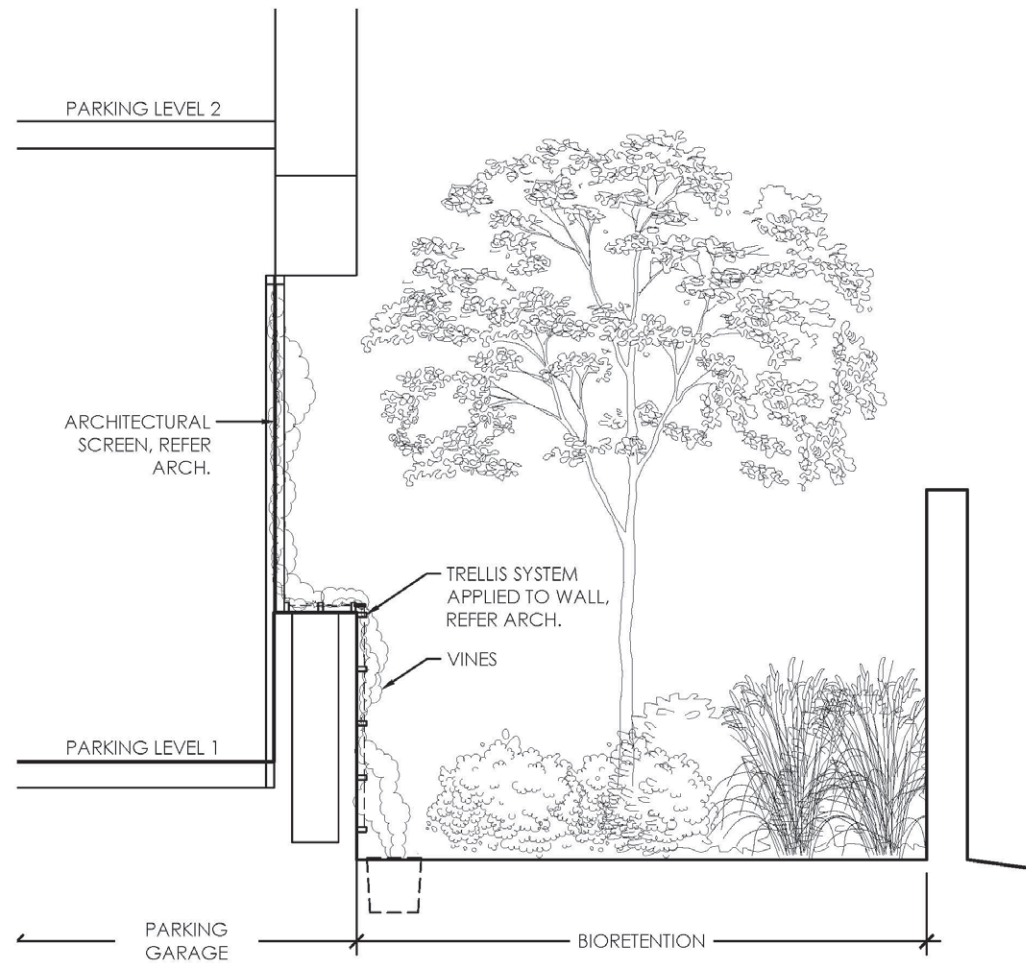 PARKING LEVEL 2
ARCHITECTURAL
SCREEN, REFER
ARCH.
TRELLIS SYSTEM
APPLIED TO WALL,
REFER ARCH.
VINES
PARKING LEVEL 1
PARKING
GARAGE
BIORETENTION